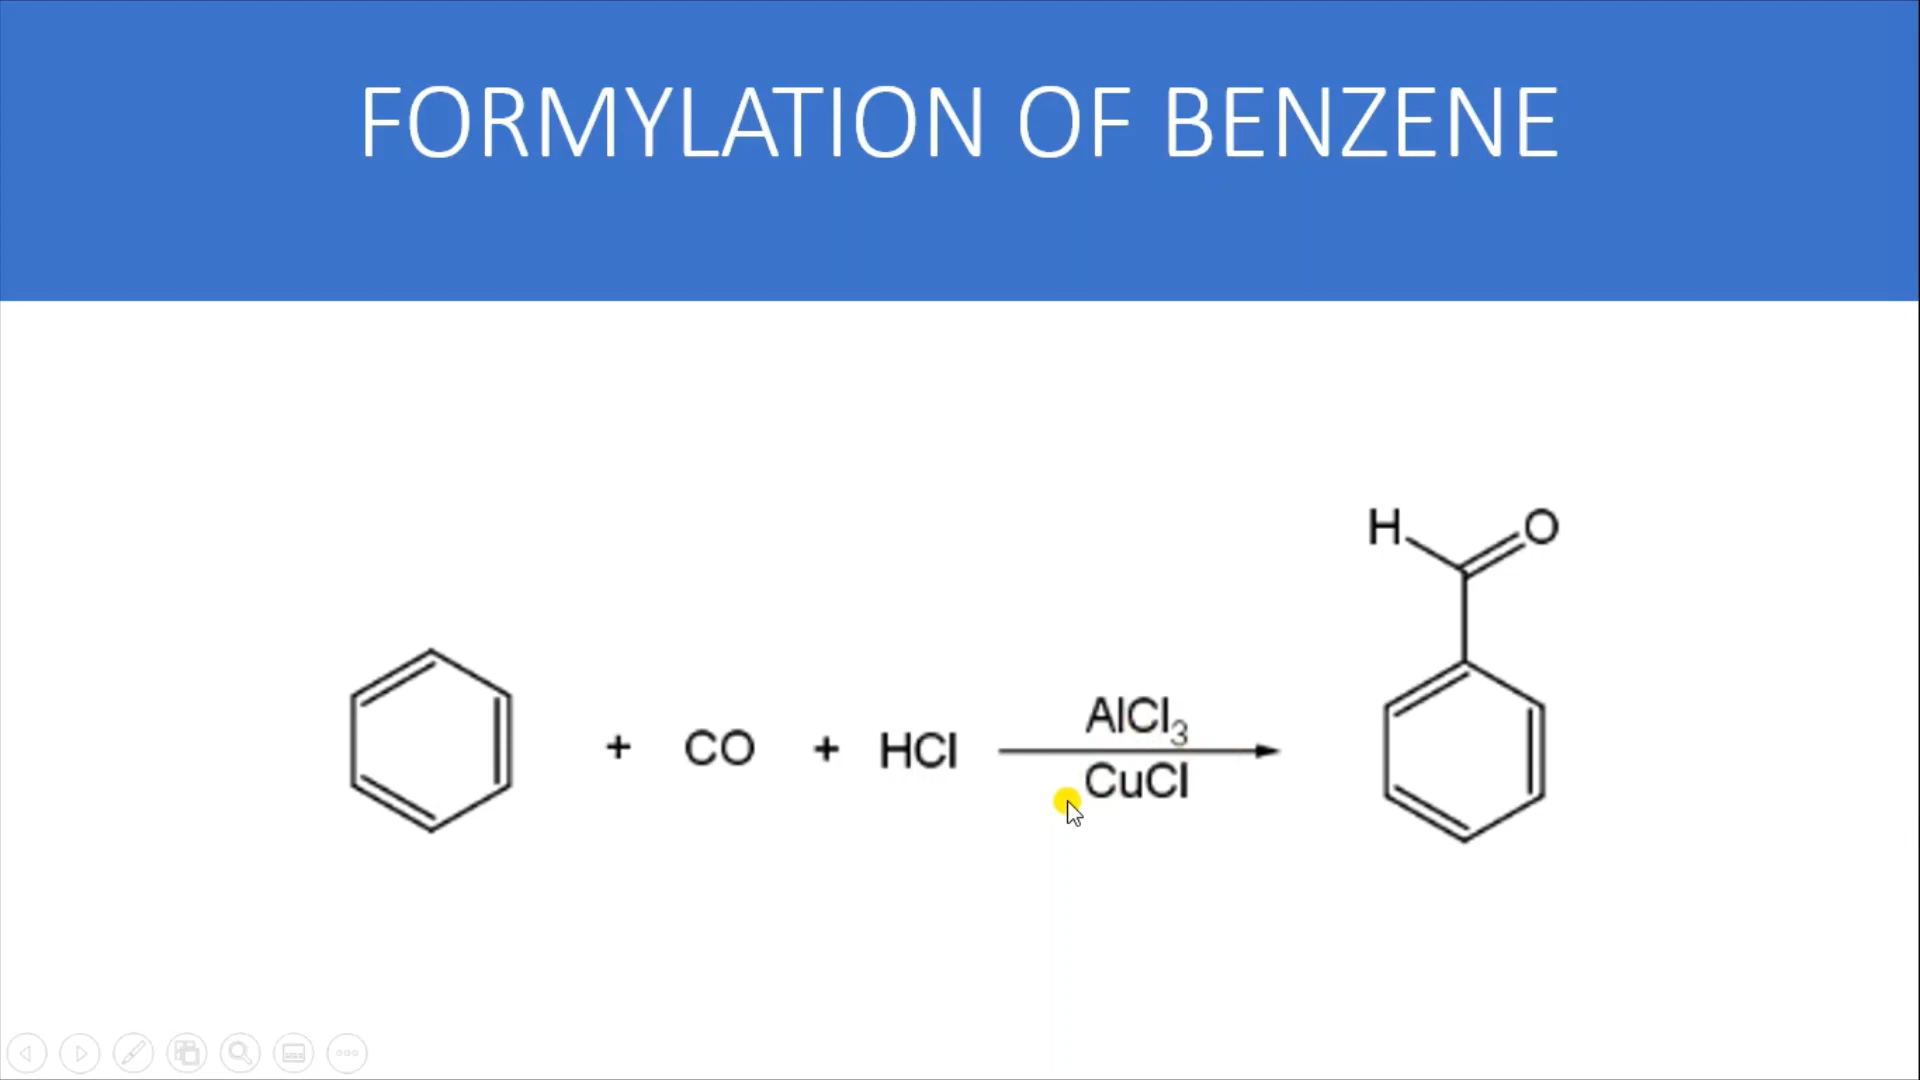 FORMYLATION OF BENZENE
H O
+ CO + HCl AlCl₃
CuCl